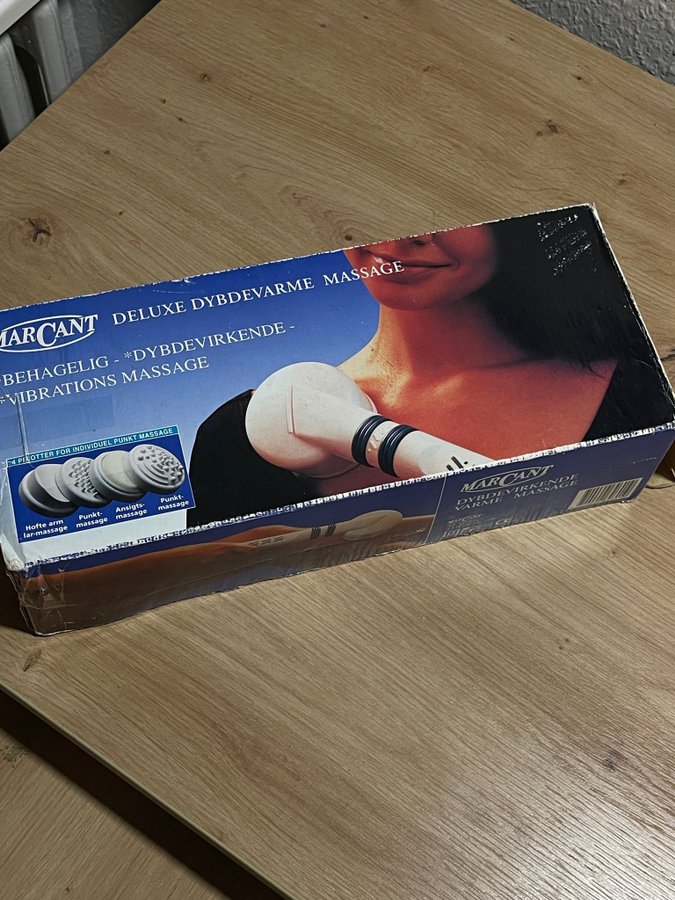 MARCANT DELUXE DYBDEVARME MASSAGE
*BEHAGELIG - *DYBDEVIRKENDE -
*VIBRATIONS MASSAGE
4 PILOTTER FOR INDIVIDUEL PUNKT MASSAGE
Hofte arm
lar-massage
Punkt-
massage
Ansigts-
massage
Punkt-
massage
MARCANT
DYBDEVIRKENDE
VARME MASSAGE